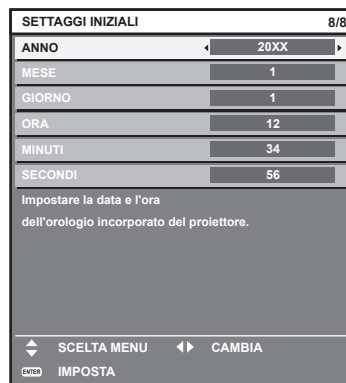 SETTAGGI INIZIALI 8/8
ANNO 20XX
MESE 1
GIORNO 1
ORA 12
MINUTI 34
SECONDI 56
Impostare la data e l'ora
dell'orologio incorporato del proiettore.
SCELTA MENU CAMBIA
ENTER IMPOSTA